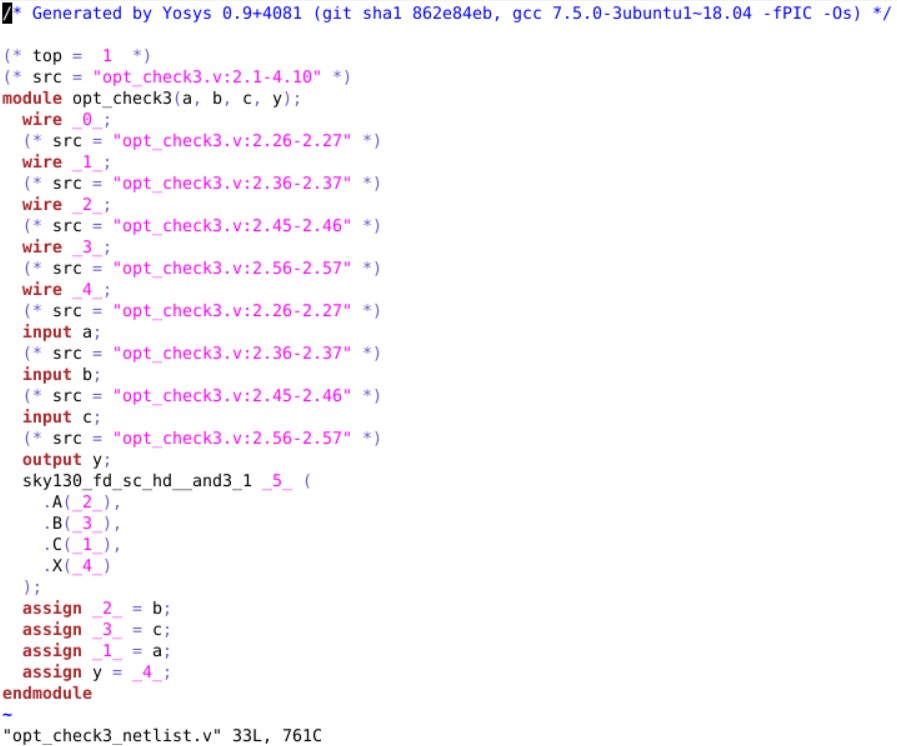 /* Generated by Yosys 0.9+4081 (git sha1 862e84eb, gcc 7.5.0-3ubuntu1~18.04 -fPIC -Os) */

(* top =  1  *)
(* src = "opt_check3.v:2.1-4.10" *)
module opt_check3(a, b, c, y);
  wire _0_;
  (* src = "opt_check3.v:2.26-2.27" *)
  wire _1_;
  (* src = "opt_check3.v:2.36-2.37" *)
  wire _2_;
  (* src = "opt_check3.v:2.45-2.46" *)
  wire _3_;
  (* src = "opt_check3.v:2.56-2.57" *)
  wire _4_;
  (* src = "opt_check3.v:2.26-2.27" *)
  input a;
  (* src = "opt_check3.v:2.36-2.37" *)
  input b;
  (* src = "opt_check3.v:2.45-2.46" *)
  input c;
  (* src = "opt_check3.v:2.56-2.57" *)
  output y;
  sky130_fd_sc_hd__and3_1 _5_ (
    .A(_2_),
    .B(_3_),
    .C(_1_),
    .X(_4_)
  );
  assign _2_ = b;
  assign _3_ = c;
  assign _1_ = a;
  assign y = _4_;
endmodule
~
"opt_check3_netlist.v" 33L, 761C